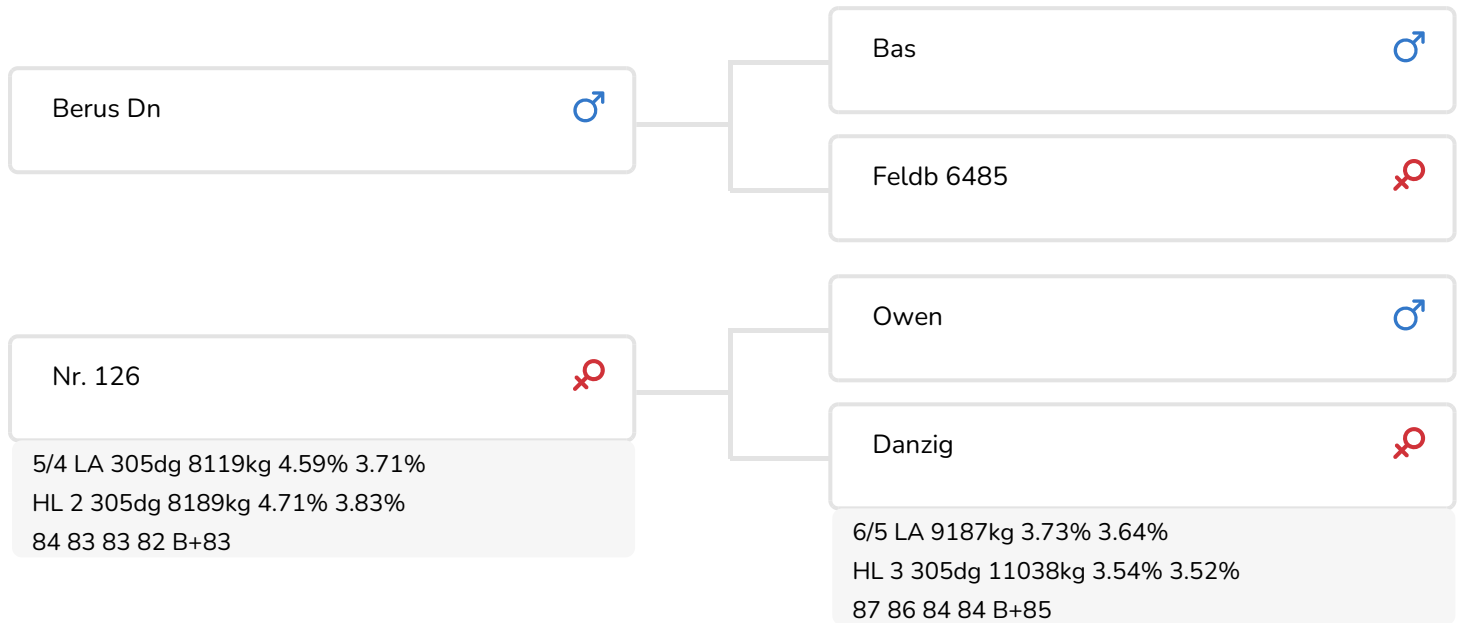 Berus Dn
Nr. 126
5/4 LA 305dg 8119kg 4.59% 3.71%
HL 2 305dg 8189kg 4.71% 3.83%
84 83 83 82 B+83
Bas
Feldb 6485
Owen
Danzig
6/5 LA 9187kg 3.73% 3.64%
HL 3 305dg 11038kg 3.54% 3.52%
87 86 84 84 B+85